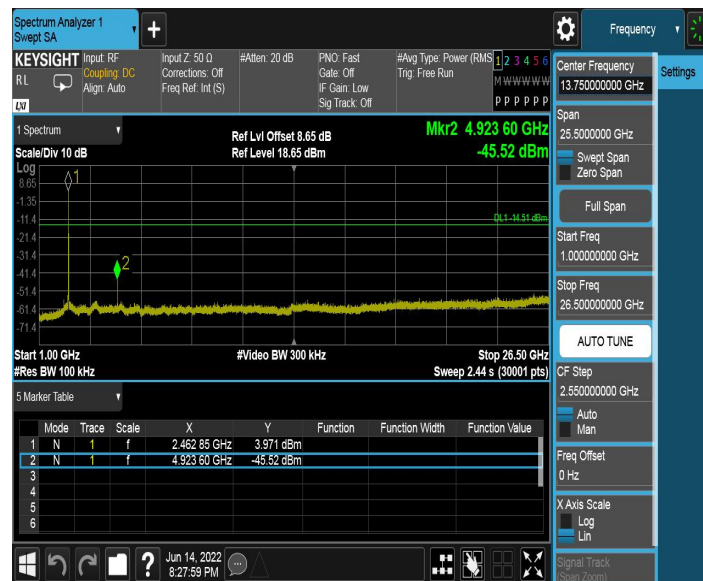 Spectrum Analyzer 1
Swept SA
+
Frequency
KEYSIGHT
RL
LXI
Input: RF
Coupling: DC
Align: Auto
Input Z: 50 Ω
Corrections: Off
Freq Ref: Int (S)
#Atten: 20 dB
PNO: Fast
Gate: Off
IF Gain: Low
Sig Track: Off
#Avg Type: Power (RMS
Trig: Free Run
1 2 3 4 5 6
M W W W W W
P P P P P P
1 Spectrum
Scale/Div 10 dB
Ref Lvl Offset 8.65 dB
Ref Level 18.65 dBm
Mkr2 4.923 60 GHz
-45.52 dBm
Log
8.65
-1.35
-11.4
-21.4
-31.4
-41.4
-51.4
-61.4
-71.4
1
2
DL1 -14.51 dBm
Start 1.00 GHz
#Res BW 100 kHz
#Video BW 300 kHz
Stop 26.50 GHz
Sweep 2.44 s (30001 pts)
5 Marker Table
Mode Trace Scale X Y Function Function Width Function Value
1 N 1 f 2.462 85 GHz 3.971 dBm
2 N 1 f 4.923 60 GHz -45.52 dBm
3
4
5
6
?
Jun 14, 2022
8:27:59 PM
Center Frequency
13.750000000 GHz
Span
25.5000000 GHz
Swept Span
Zero Span
Full Span
Start Freq
1.000000000 GHz
Stop Freq
26.500000000 GHz
AUTO TUNE
CF Step
2.550000000 GHz
Auto
Man
Freq Offset
0 Hz
X Axis Scale
Log
Lin
Signal Track
(Span Zoom)
Settings